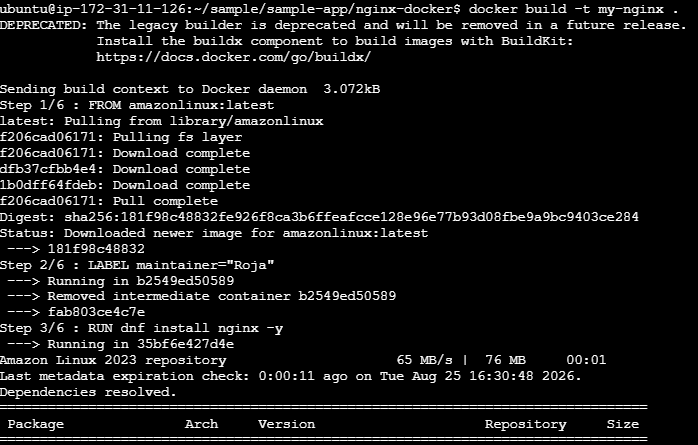 ubuntu@ip-172-31-11-126:~/sample/sample-app/nginx-docker$ docker build -t my-nginx .
DEPRECATED: The legacy builder is deprecated and will be removed in a future release.
            Install the buildx component to build images with BuildKit:
            https://docs.docker.com/go/buildx/

Sending build context to Docker daemon  3.072kB
Step 1/6 : FROM amazonlinux:latest
latest: Pulling from library/amazonlinux
f206cad06171: Pulling fs layer
f206cad06171: Download complete
dfb37cfbb4e4: Download complete
1b0dff64fdeb: Download complete
f206cad06171: Pull complete
Digest: sha256:181f98c48832fe926f8ca3b6ffeafcce128e96e77b93d08fbe9a9bc9403ce284
Status: Downloaded newer image for amazonlinux:latest
 ---> 181f98c48832
Step 2/6 : LABEL maintainer="Roja"
 ---> Running in b2549ed50589
 ---> Removed intermediate container b2549ed50589
 ---> fab803ce4c7e
Step 3/6 : RUN dnf install nginx -y
 ---> Running in 35bf6e427d4e
Amazon Linux 2023 repository                     65 MB/s |  76 MB     00:01
Last metadata expiration check: 0:00:11 ago on Tue Aug 25 16:30:48 2026.
Dependencies resolved.
================================================================================
 Package              Arch     Version                     Repository     Size